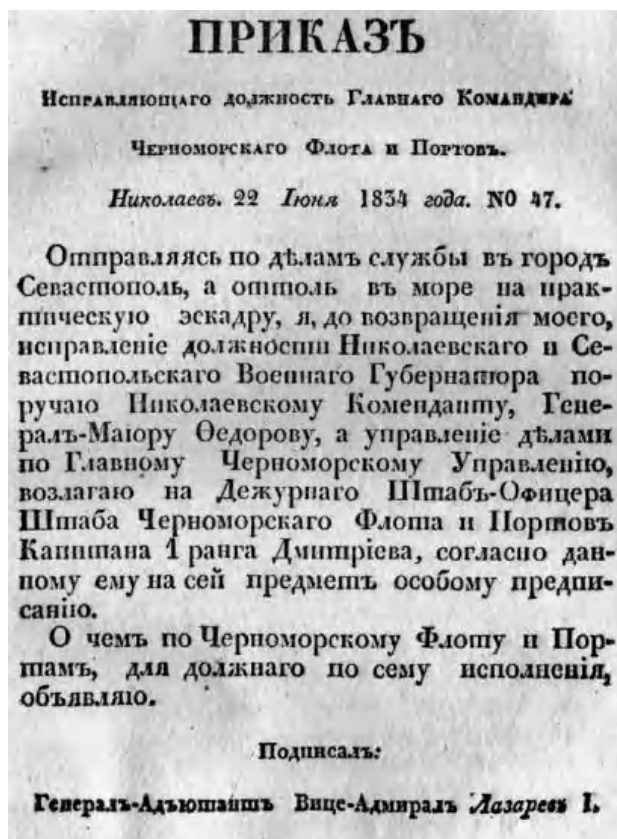 ПРИКАЗЪ
Исправляющаго должность Главнаго Командира
Черноморскаго Флота и Портовъ.
Николаевъ. 22 Іюня 1834 года. NO 47.
Отправляясь по дѣламъ службы въ городъ
Севастополь, а оттоль въ море на прак-
тическую эскадру, я, до возвращенія моего,
исправленіе должности Николаевскаго и Се-
вастопольскаго Военнаго Губернатора по-
ручаю Николаевскому Коменданту, Гене-
ралъ-Маіору Ѳедорову, а управленіе дѣлами
по Главному Черноморскому Управленію,
возлагаю на Дежурнаго Штабъ-Офицера
Штаба Черноморскаго Флота и Портовъ
Капитана 1 ранга Дмитріева, согласно дан-
ному ему на сей предметъ особому предпи-
санію.
О чемъ по Черноморскому Флоту и Пор-
тамъ, для должнаго по сему исполненія,
объявляю.
Подписалъ:
Генералъ-Адъютантъ Вице-Адмиралъ Лазаревъ I.